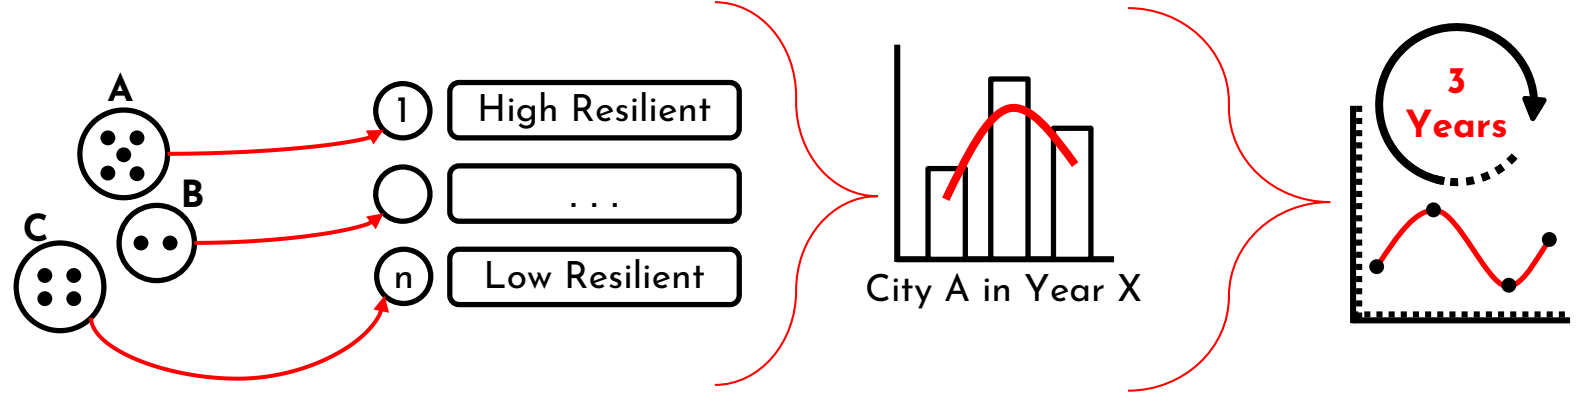 A
B
C
1
High Resilient
. . .
n
Low Resilient
City A in Year X
3
Years